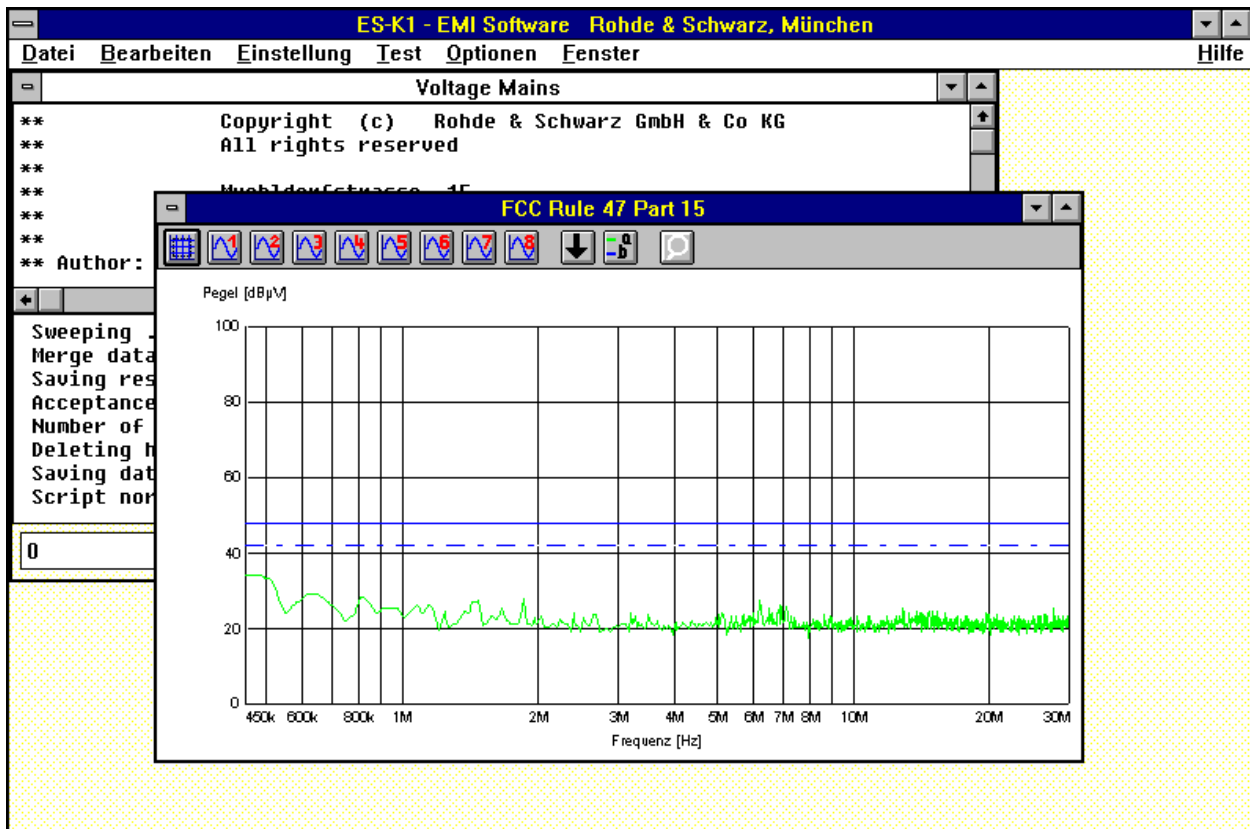 ES-K1 - EMI Software Rohde & Schwarz, München
Datei Bearbeiten Einstellung Test Optionen Fenster Hilfe
Voltage Mains
** Copyright (c) Rohde & Schwarz GmbH & Co KG
** All rights reserved
**
**
**
**
** Author:
FCC Rule 47 Part 15
1 2 3 4 5 6 7 8 a b
Pegel [dBµV]
100
80
60
40
20
0
450k 600k 800k 1M 2M 3M 4M 5M 6M 7M 8M 10M 20M 30M
Frequenz [Hz]
Sweeping .
Merge data
Saving res
Acceptance
Number of
Deleting h
Saving dat
Script nor
0